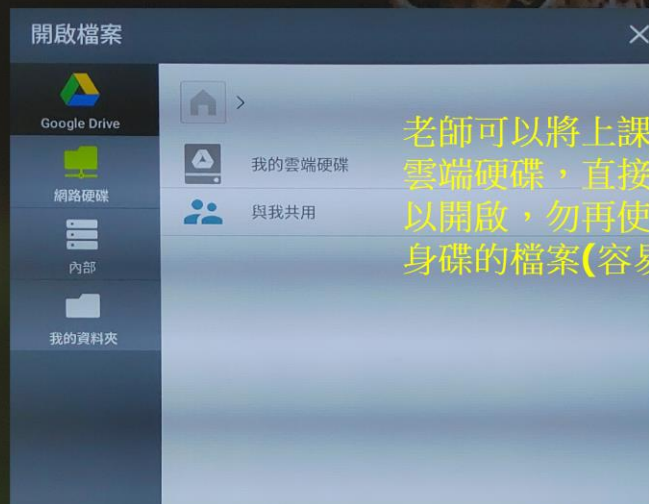 開啟檔案
Google Drive
網路硬碟
內部
我的資料夾
我的雲端硬碟
與我共用
老師可以將上課
雲端硬碟，直接
以開啟，勿再使
身碟的檔案(容易